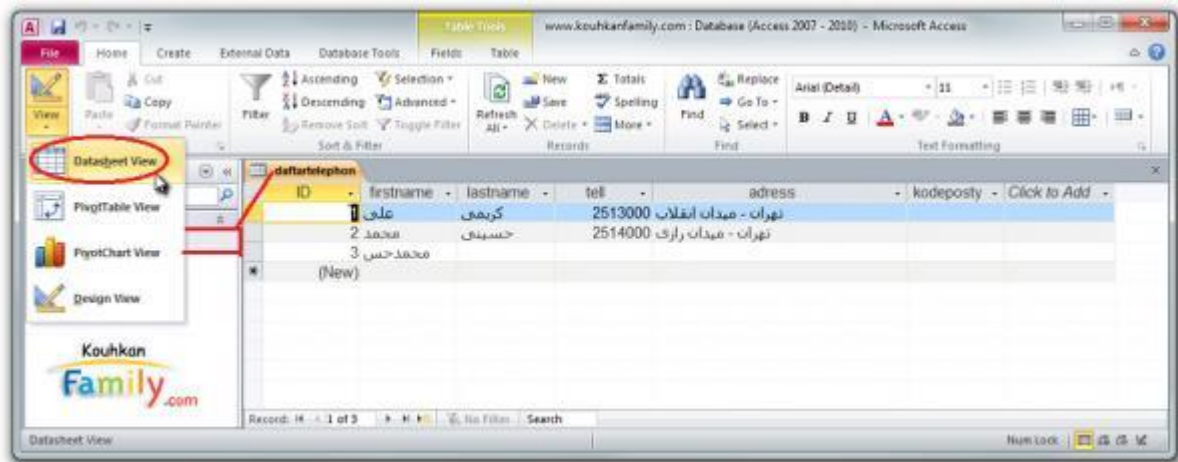 Table Tools www.kouhkanfamily.com : Database (Access 2007 - 2010) - Microsoft Access
File Home Create External Data Database Tools Fields Table
View
Paste
Cut
Copy
Format Painter
Filter
Ascending
Descending
Remove Sort
Selection
Advanced
Toggle Filter
Sort & Filter
Refresh All
New
Save
Delete
Totals
Spelling
More
Records
Find
Replace
Go To
Select
Find
Arial (Detail) 11
B I U A
Text Formatting
Datasheet View
PivotTable View
PivotChart View
Design View
daftartelephon
ID firstname lastname tell adress kodeposty Click to Add
1 علی کریمی 2513000 تهران - میدان انقلاب
2 محمد حسینی 2514000 تهران - میدان رازی
3 محمدحس
(New)
Kouhkan
Family.com
Record: 1 of 3 No Filter Search
Datasheet View Num Lock